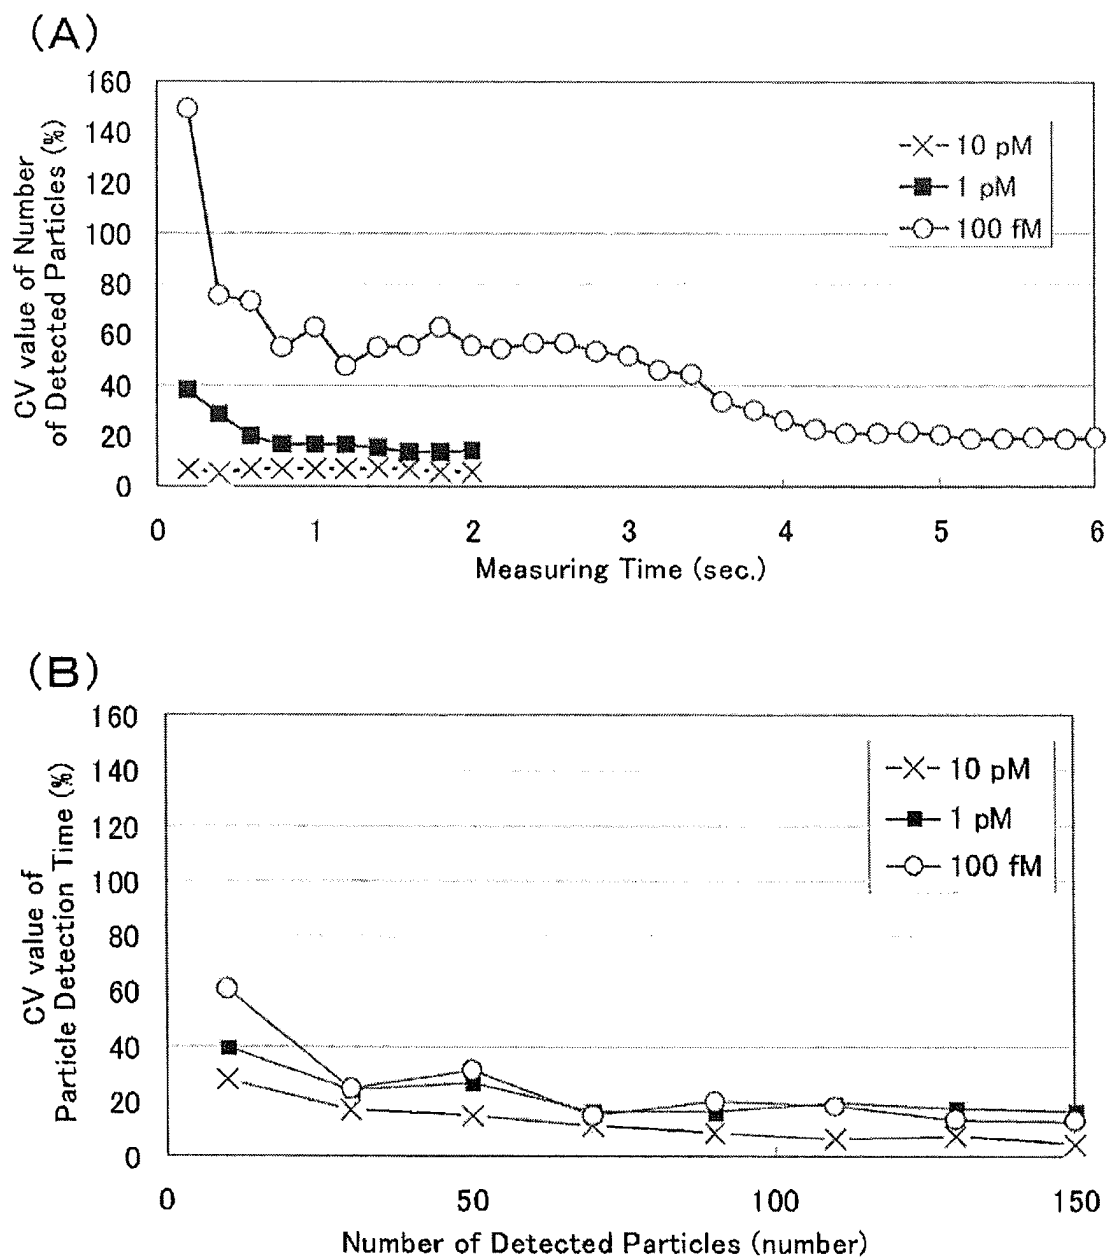 (A)
CV value of Number
of Detected Particles (%)
160
140
120
100
80
60
40
20
0
10 pM
1 pM
100 fM
0 1 2 3 4 5 6
Measuring Time (sec.)
(B)
CV value of
Particle Detection Time (%)
160
140
120
100
80
60
40
20
0
10 pM
1 pM
100 fM
0 50 100 150
Number of Detected Particles (number)